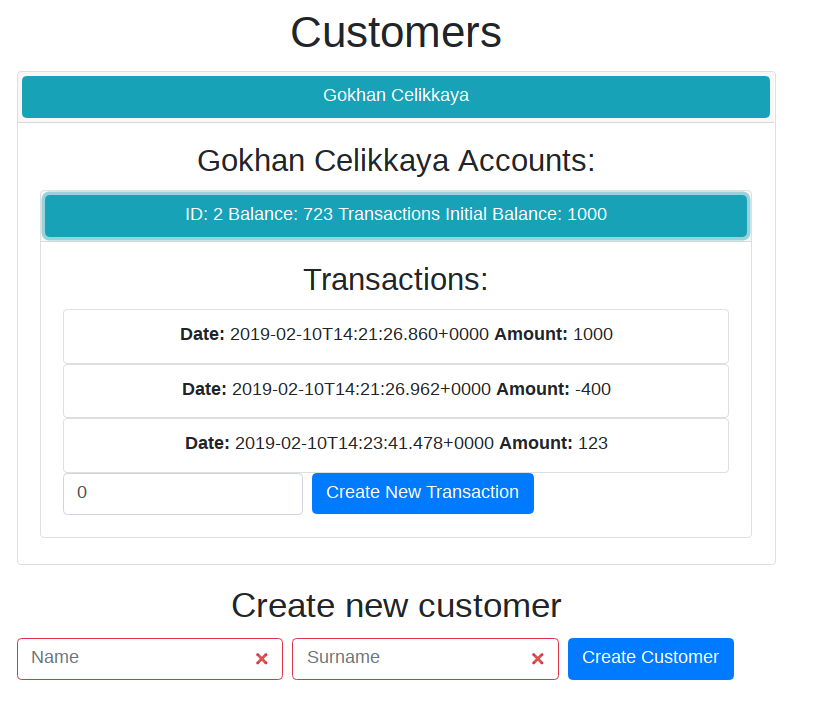 Customers
Gokhan Celikkaya
Gokhan Celikkaya Accounts:
ID: 2 Balance: 723 Transactions Initial Balance: 1000
Transactions:
Date: 2019-02-10T14:21:26.860+0000 Amount: 1000
Date: 2019-02-10T14:21:26.962+0000 Amount: -400
Date: 2019-02-10T14:23:41.478+0000 Amount: 123
0 Create New Transaction
Create new customer
Name Surname Create Customer